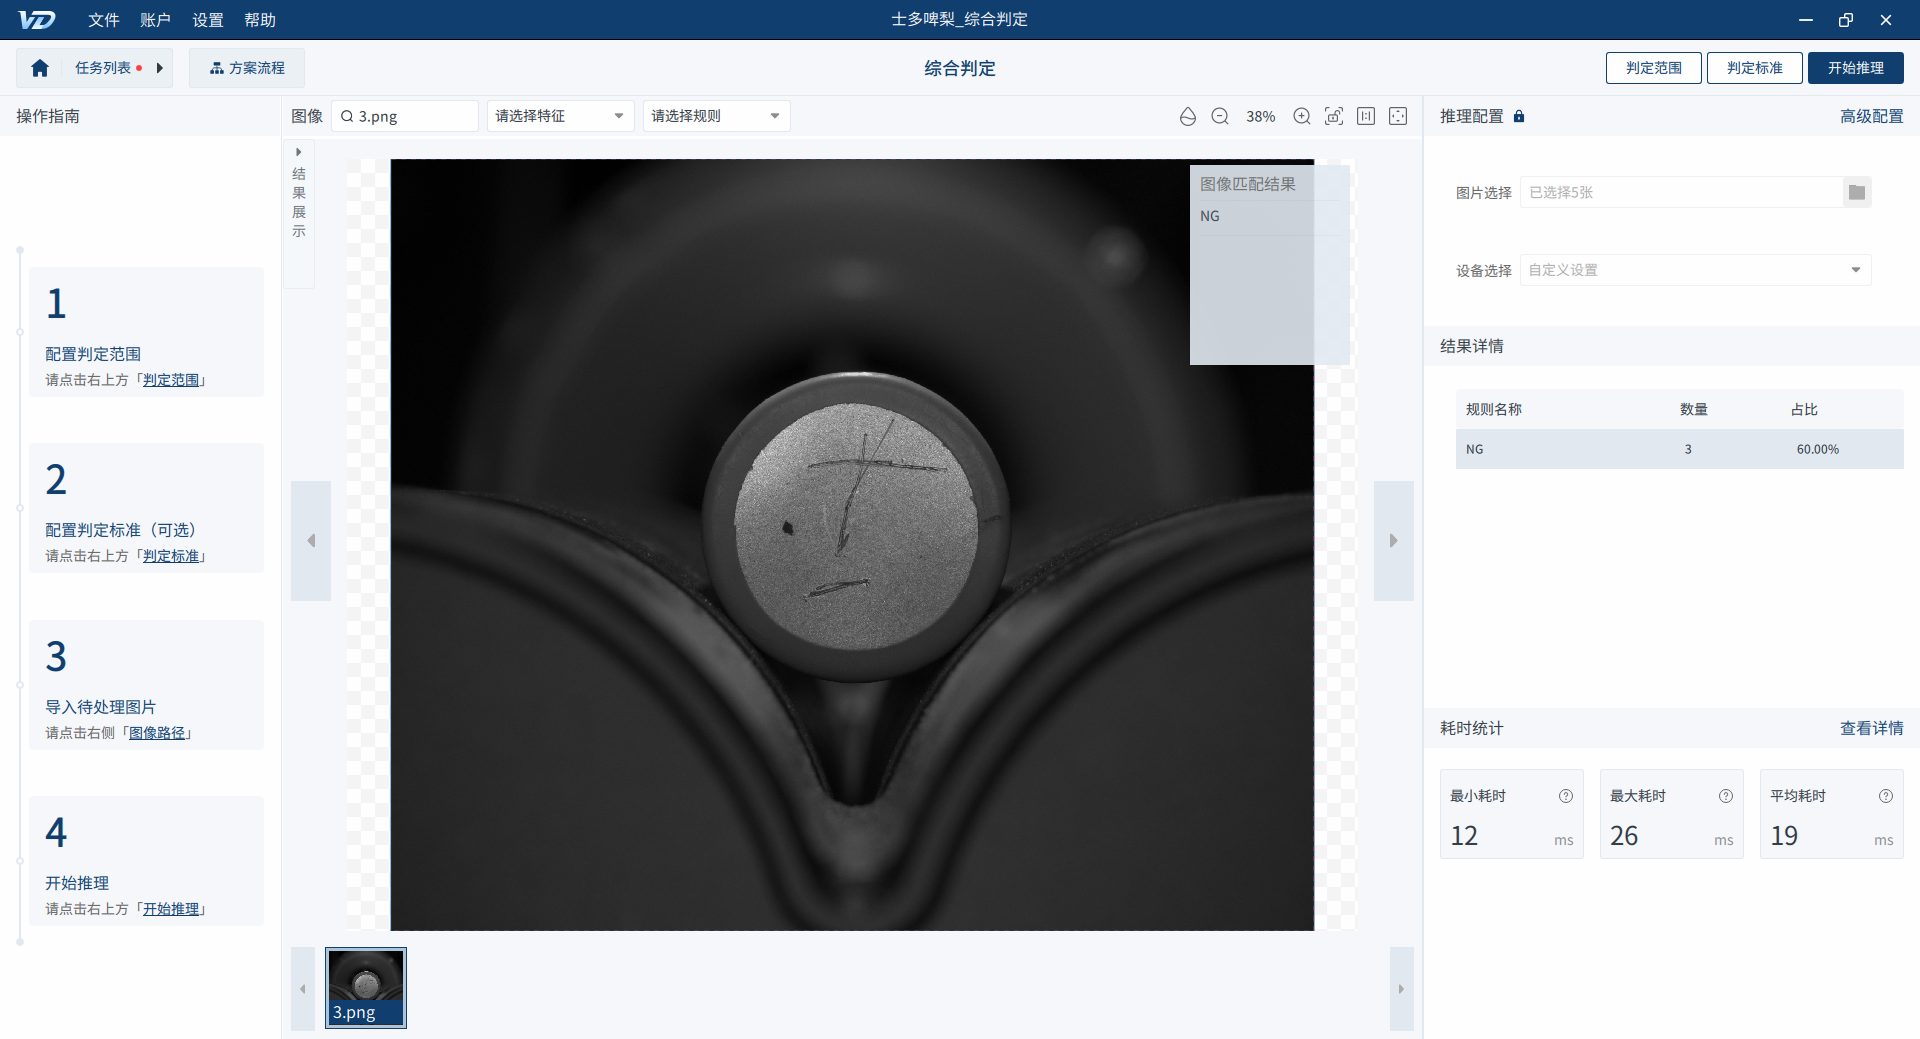 VD 文件 账户 设置 帮助 士多啤梨_综合判定
任务列表 方案流程 综合判定 判定范围 判定标准 开始推理
操作指南
1
配置判定范围
请点击右上方「判定范围」
2
配置判定标准（可选）
请点击右上方「判定标准」
3
导入待处理图片
请点击右侧「图像路径」
4
开始推理
请点击右上方「开始推理」
图像 3.png 请选择特征 请选择规则 38%
结果展示
图像匹配结果
NG
3.png
推理配置 高级配置
图片选择 已选择5张
设备选择 自定义设置
结果详情
规则名称 数量 占比
NG 3 60.00%
耗时统计 查看详情
最小耗时 最大耗时 平均耗时
12 ms 26 ms 19 ms